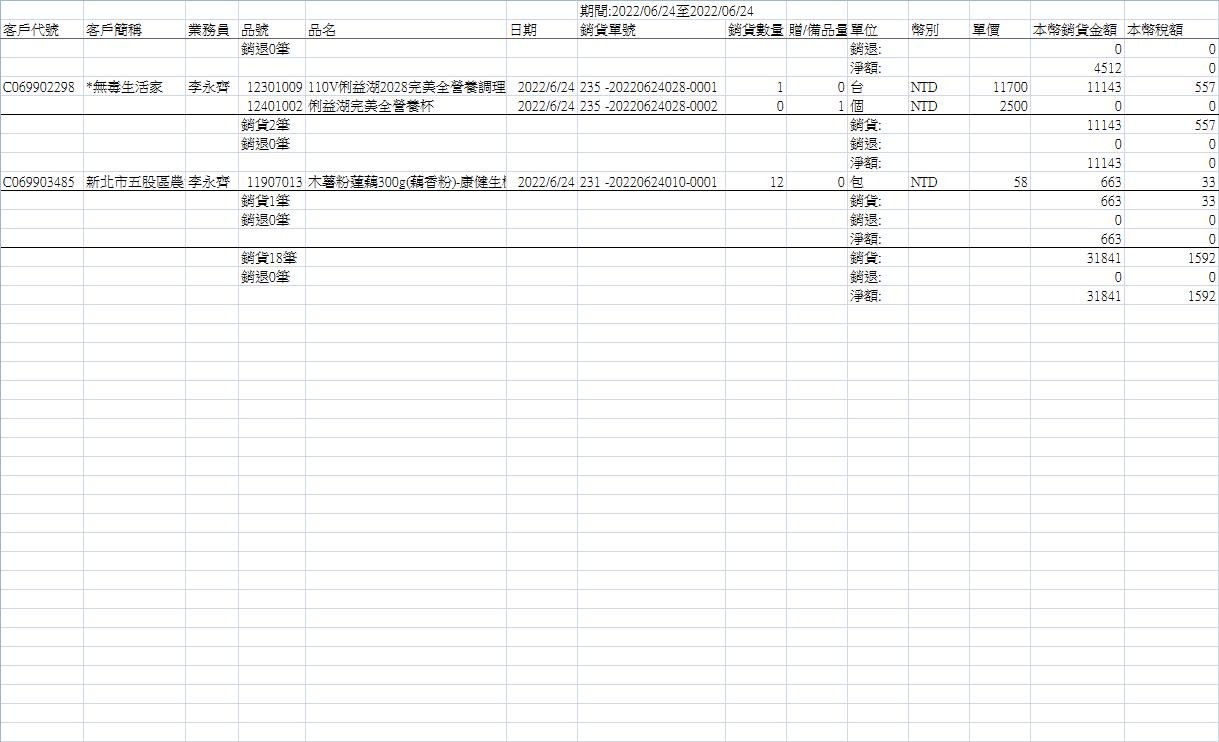 期間:2022/06/24至2022/06/24
客戶代號 客戶簡稱 業務員 品號 品名 日期 銷貨單號 銷貨數量 贈/備品量 單位 幣別 單價 本幣銷貨金額 本幣稅額
銷退0筆 銷退: 0 0
淨額: 4512 0
C069902298 *無毒生活家 李永齊 12301009 110V俐益湖2028完美全營養調理 2022/6/24 235 -20220624028-0001 1 0 台 NTD 11700 11143 557
12401002 俐益湖完美全營養杯 2022/6/24 235 -20220624028-0002 0 1 個 NTD 2500 0 0
銷貨2筆 銷貨: 11143 557
銷退0筆 銷退: 0 0
淨額: 11143 0
C069903485 新北市五股區農 李永齊 11907013 木薯粉蓮藕300g(藕香粉)-康健生 2022/6/24 231 -20220624010-0001 12 0 包 NTD 58 663 33
銷貨1筆 銷貨: 663 33
銷退0筆 銷退: 0 0
淨額: 663 0
銷貨18筆 銷貨: 31841 1592
銷退0筆 銷退: 0 0
淨額: 31841 1592